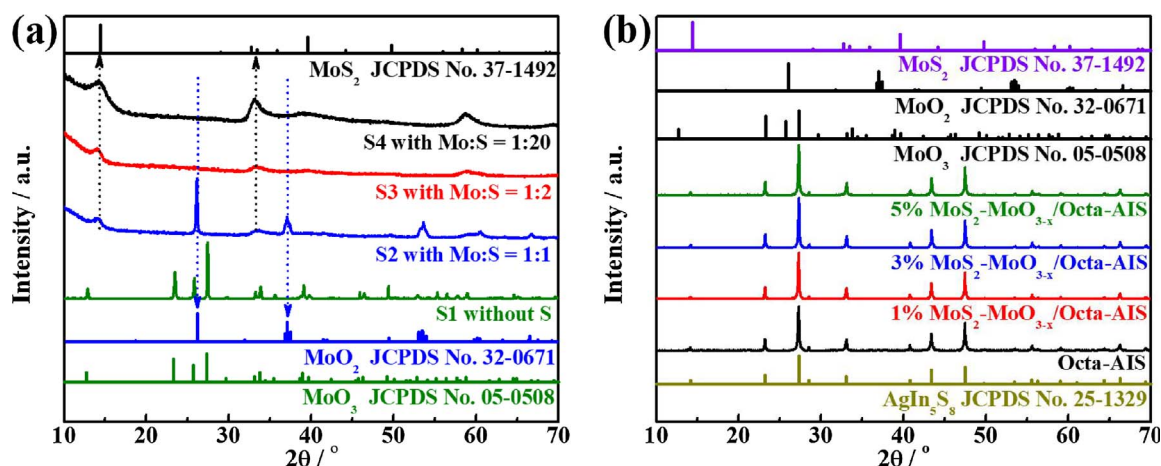 (a)
MoS₂ JCPDS No. 37-1492
S4 with Mo:S = 1:20
S3 with Mo:S = 1:2
S2 with Mo:S = 1:1
S1 without S
MoO₂ JCPDS No. 32-0671
MoO₃ JCPDS No. 05-0508
10 20 30 40 50 60 70
2θ / °
Intensity / a.u.
(b)
MoS₂ JCPDS No. 37-1492
MoO₂ JCPDS No. 32-0671
MoO₃ JCPDS No. 05-0508
5% MoS₂-MoO₃₋ₓ/Octa-AIS
3% MoS₂-MoO₃₋ₓ/Octa-AIS
1% MoS₂-MoO₃₋ₓ/Octa-AIS
Octa-AIS
AgIn₅S₈ JCPDS No. 25-1329
10 20 30 40 50 60 70
2θ / °
Intensity / a.u.